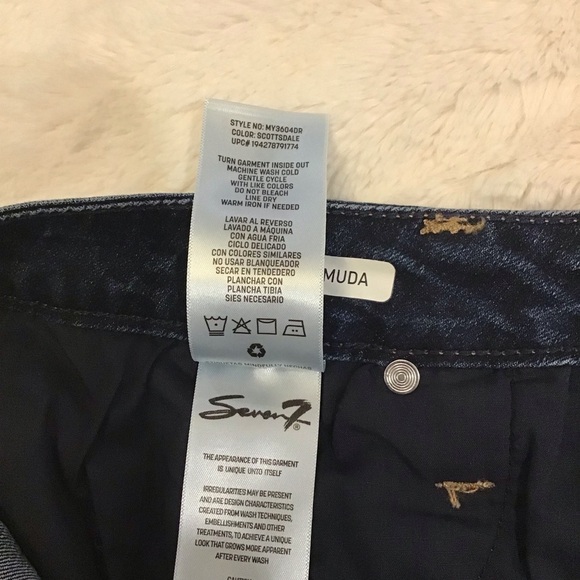 STYLE NO: MY3604DR
COLOR: SCOTTSDALE
UPC# 194278791774
TURN GARMENT INSIDE OUT
MACHINE WASH COLD
GENTLE CYCLE
WITH LIKE COLORS
DO NOT BLEACH
LINE DRY
WARM IRON IF NEEDED
LAVAR AL REVERSO
LAVADO A MÁQUINA
CON AGUA FRIA
CICLO DELICADO
CON COLORES SIMILARES
NO USAR BLANQUEADOR
SECAR EN TENDEDERO
PLANCHAR CON
PLANCHA TIBIA
SIES NECESARIO
MUDA
Seven7®
THE APPEARANCE OF THIS GARMENT
IS UNIQUE UNTO ITSELF
IRREGULARITIES MAY BE PRESENT
AND ARE DESIGN CHARACTERISTICS
CREATED FROM WASH TECHNIQUES,
EMBELLISHMENTS AND OTHER
TREATMENTS, TO ACHIEVE A UNIQUE
LOOK THAT GROWS MORE APPARENT
AFTER EACH WASH